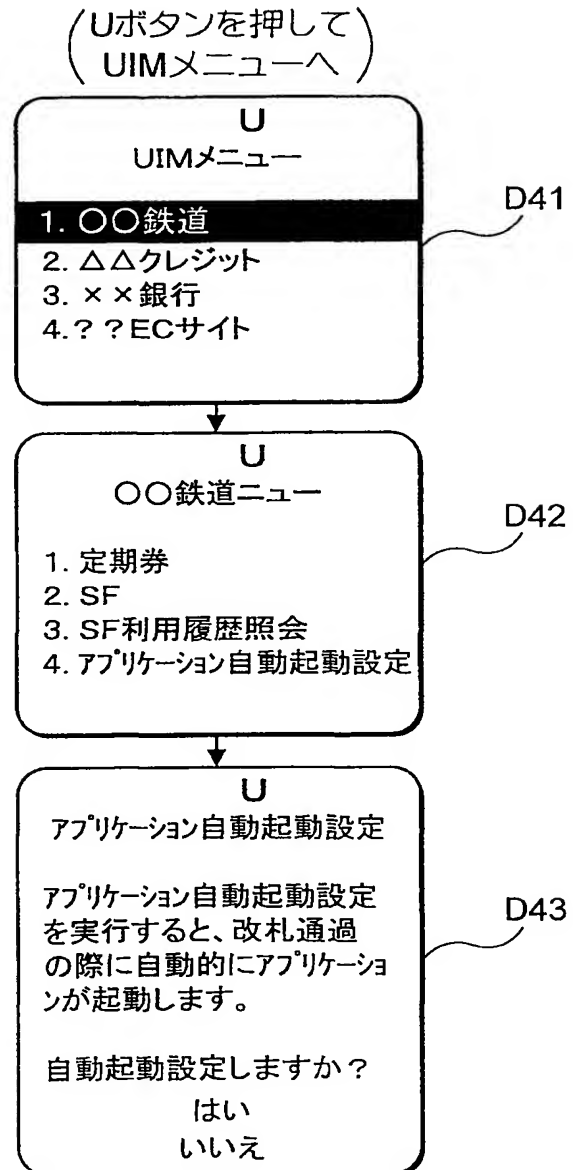 Uボタンを押して
UIMメニューへ
U
UIMメニュー
1. 〇〇鉄道
2. △△クレジット
3. ××銀行
4.??ECサイト
D41
U
〇〇鉄道ニュー
1. 定期券
2. SF
3. SF利用履歴照会
4. アプリケーション自動起動設定
D42
U
アプリケーション自動起動設定
アプリケーション自動起動設定
を実行すると、改札通過
の際に自動的にアプリケーショ
ンが起動します。
自動起動設定しますか?
はい
いいえ
D43